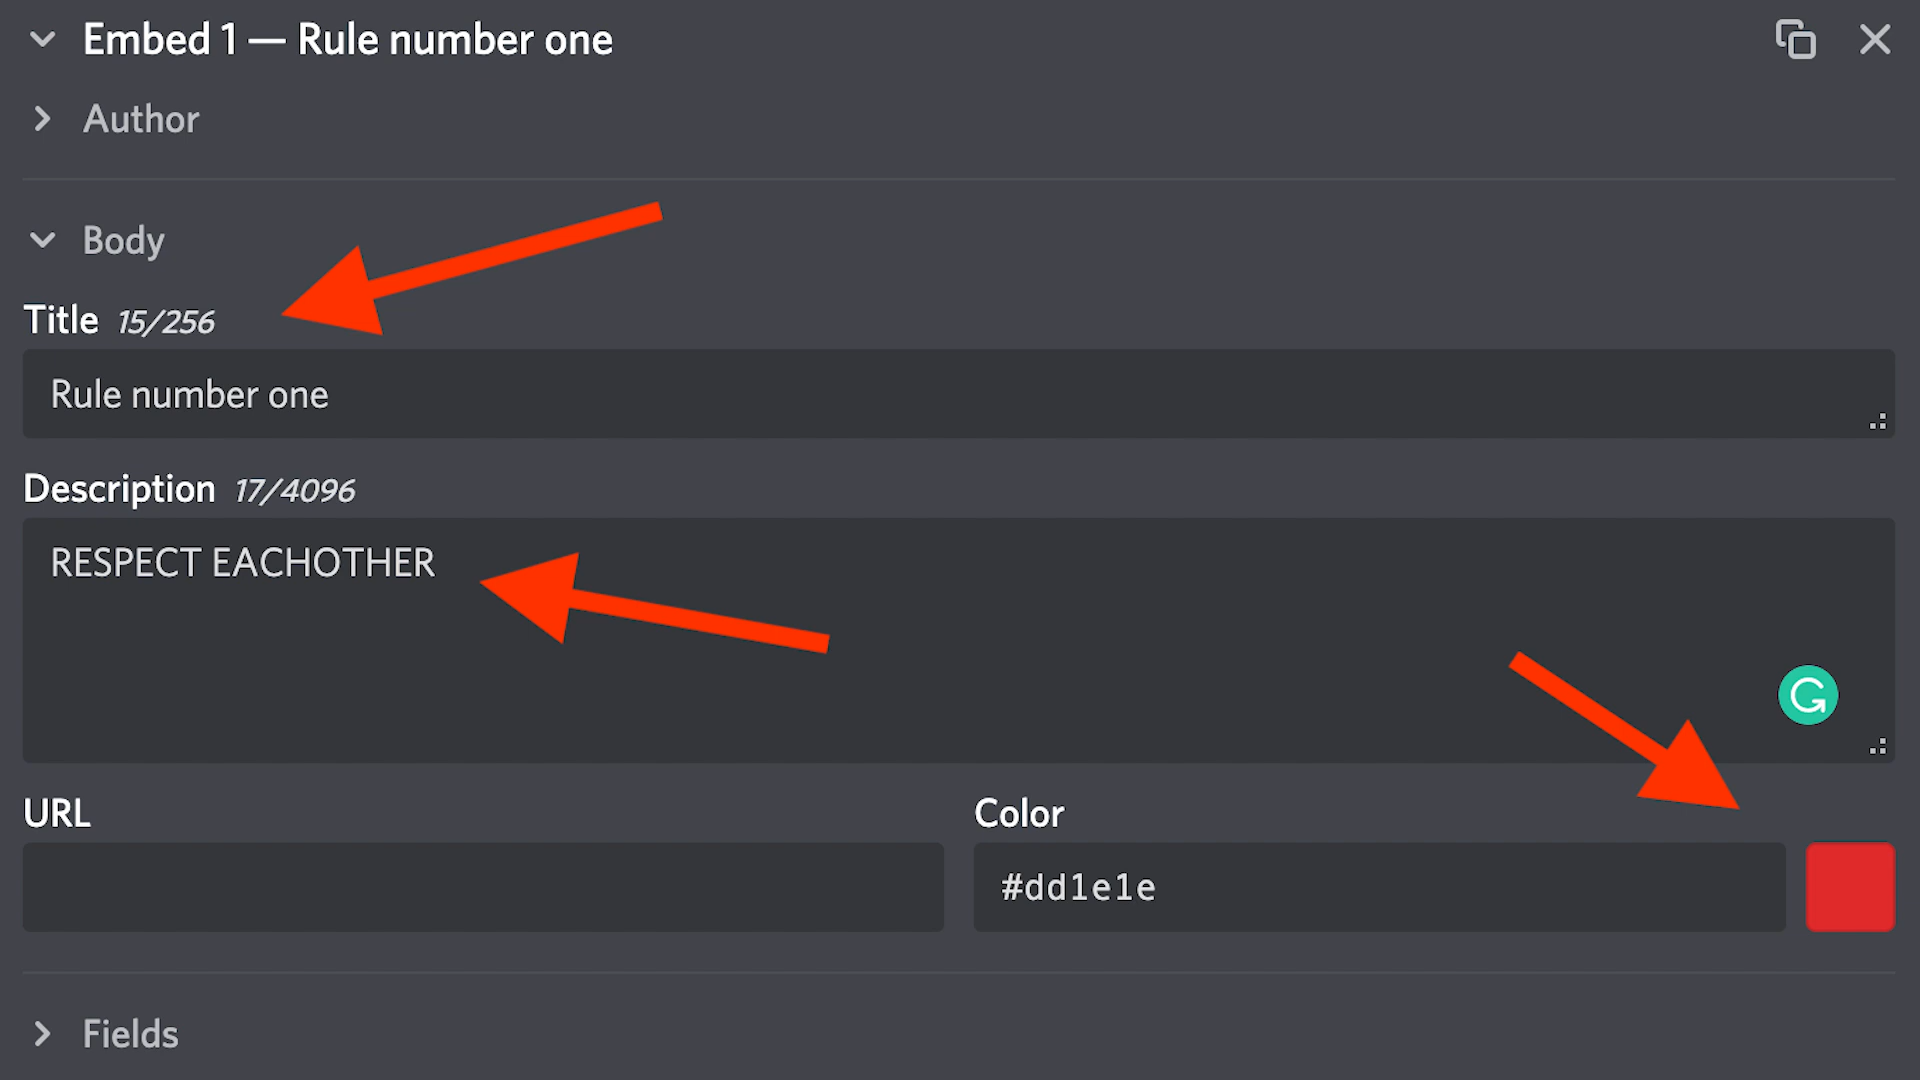 Embed 1 — Rule number one
Author
Body
Title 15/256
Rule number one
Description 17/4096
RESPECT EACHOTHER
URL
Color
#dd1e1e
Fields